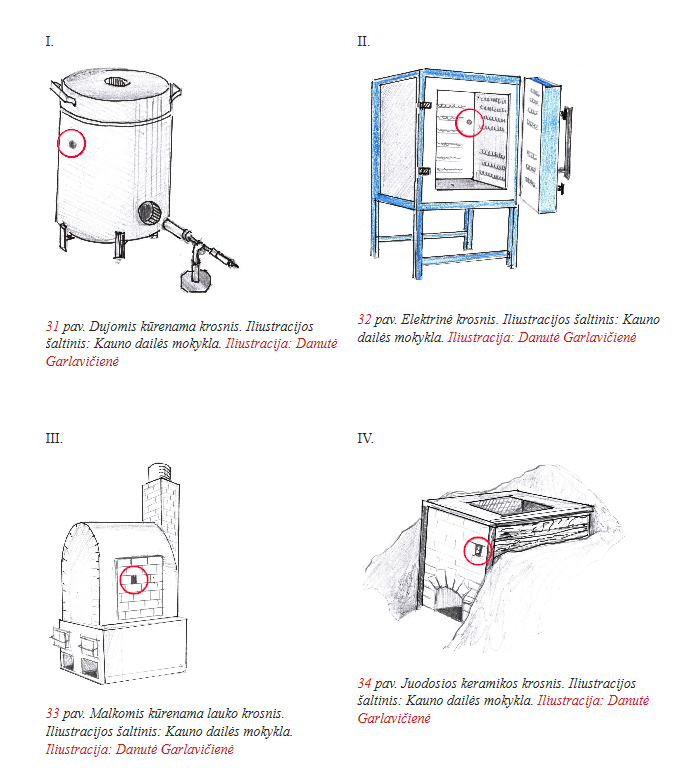 I.
II.
31 pav. Dujomis kūrenama krosnis. Iliustracijos
šaltinis: Kauno dailės mokykla. Iliustracija: Danutė
Garlavičienė
32 pav. Elektrinė krosnis. Iliustracijos šaltinis: Kauno
dailės mokykla. Iliustracija: Danutė Garlavičienė
III.
IV.
33 pav. Malkomis kūrenama lauko krosnis.
Iliustracijos šaltinis: Kauno dailės mokykla.
Iliustracija: Danutė Garlavičienė
34 pav. Juodosios keramikos krosnis. Iliustracijos
šaltinis: Kauno dailės mokykla. Iliustracija: Danutė
Garlavičienė